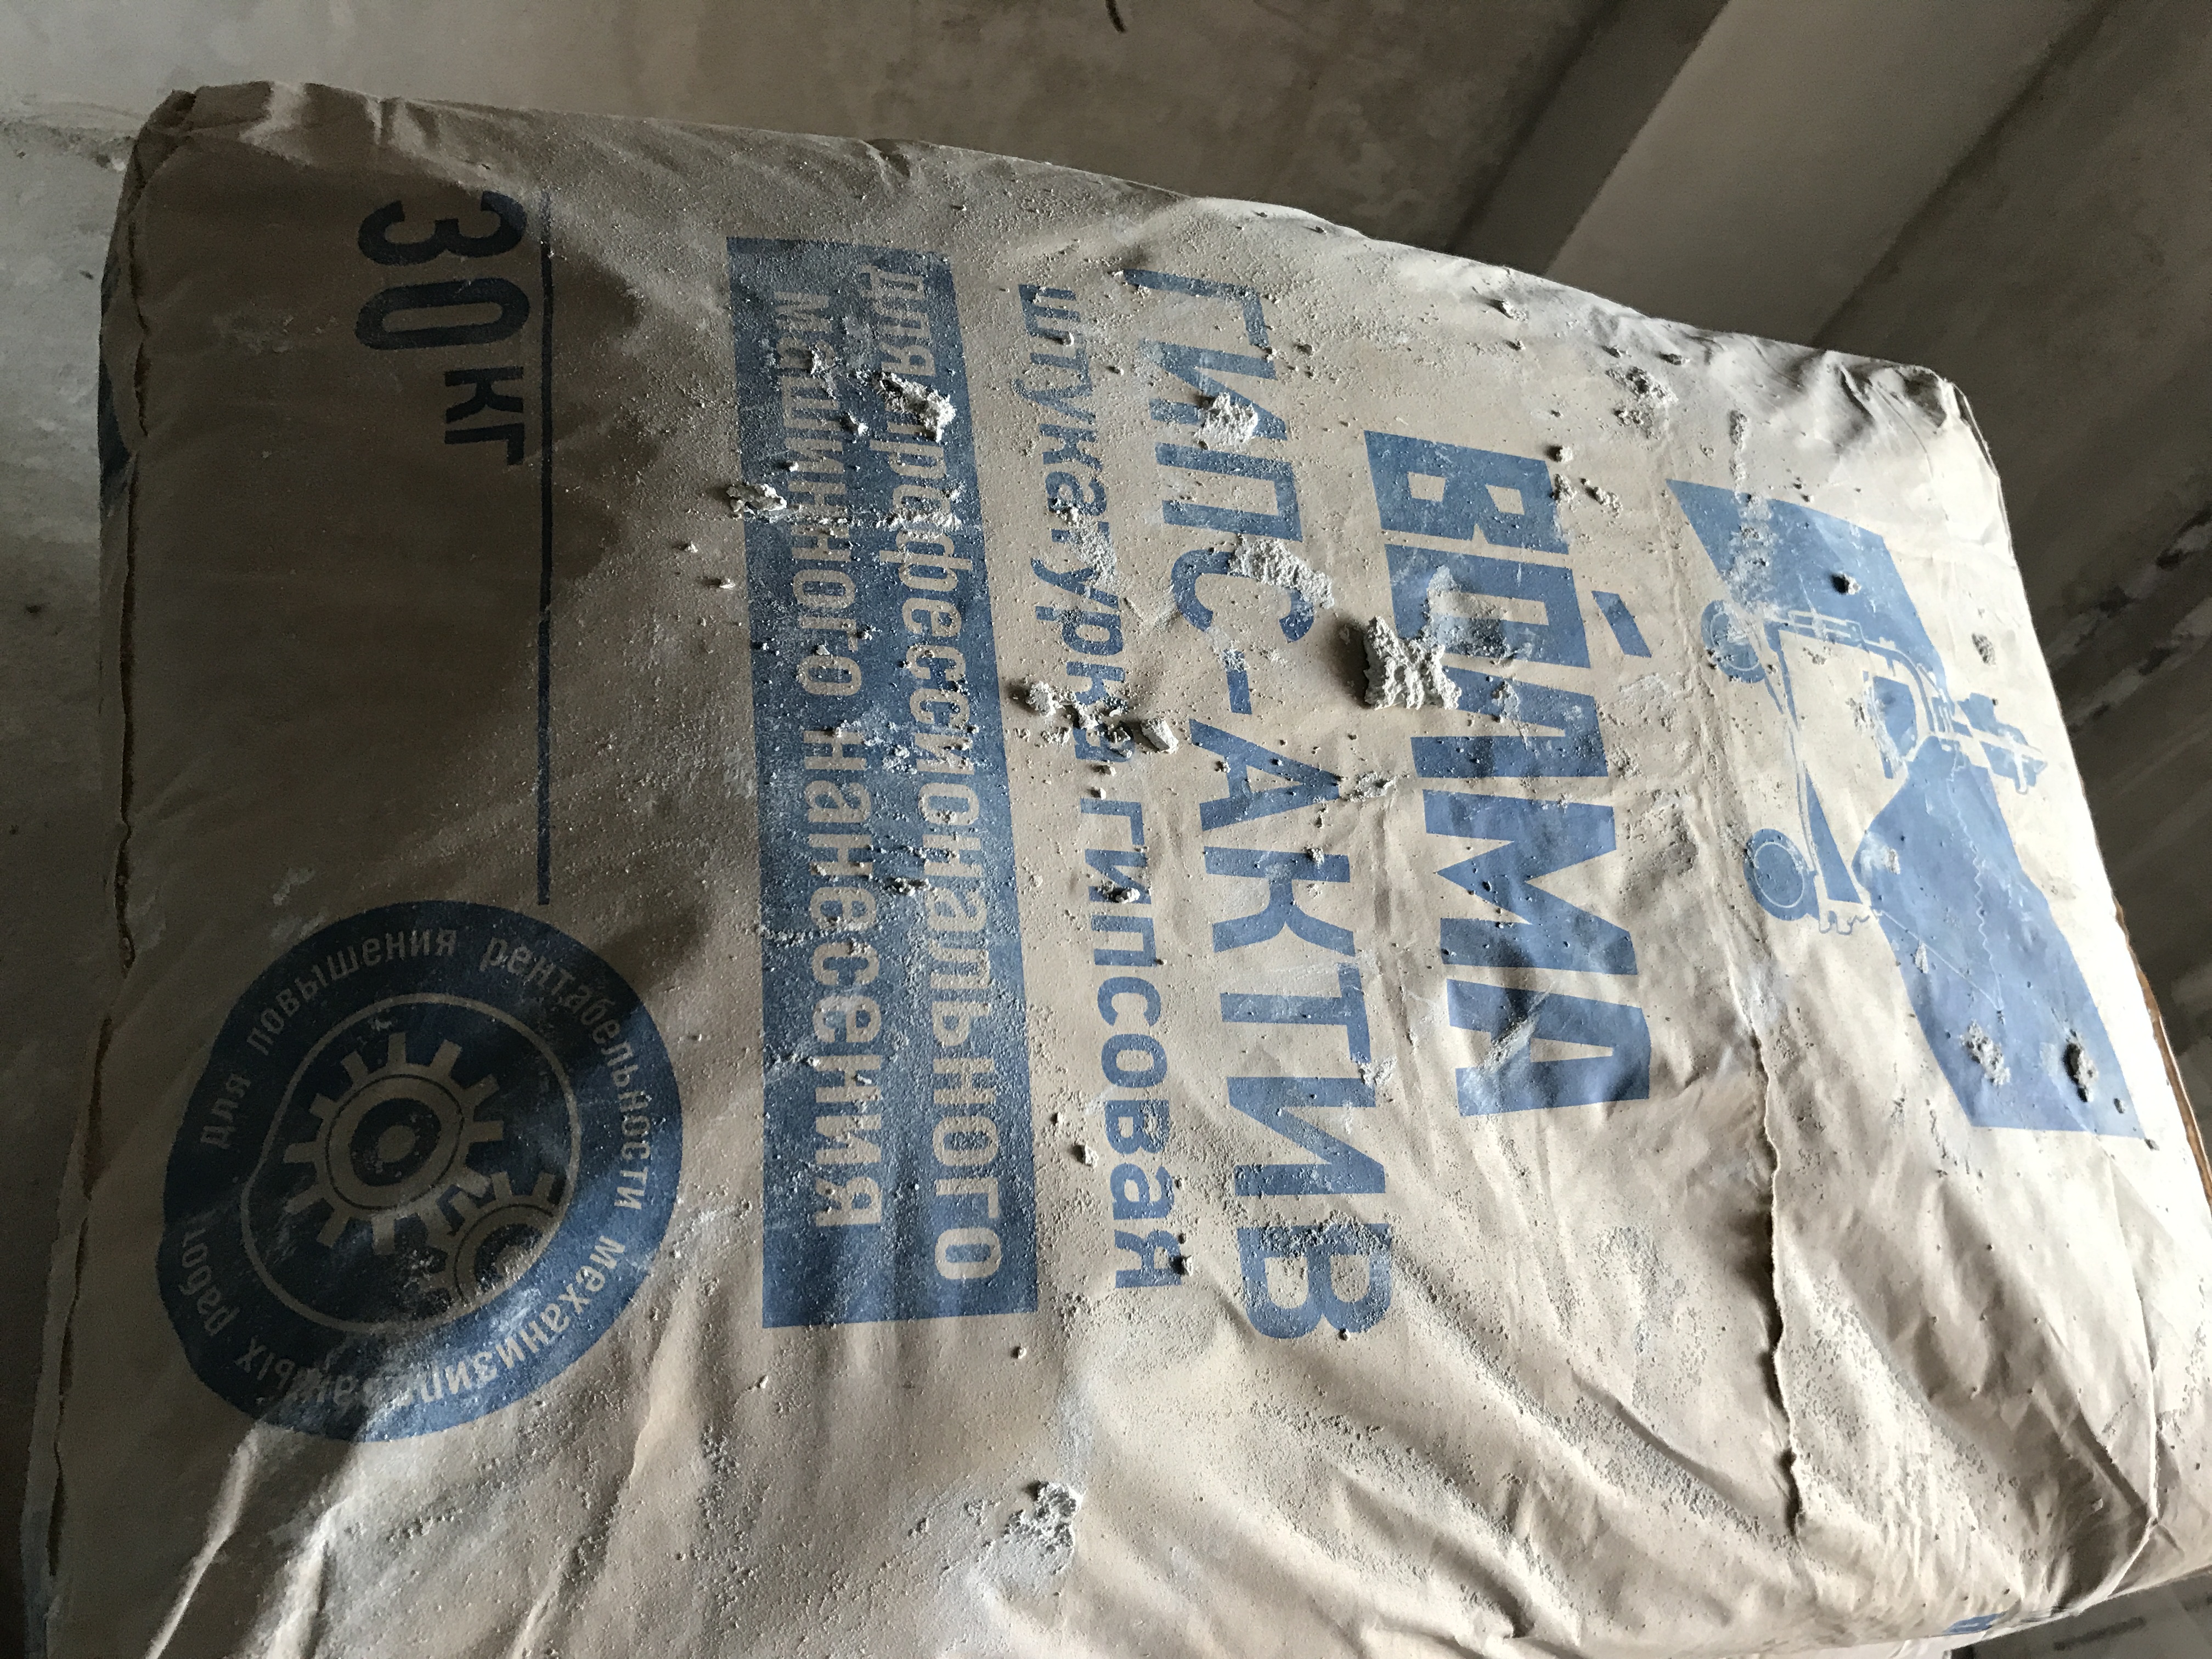 ВОЛМА
ГИПС-АКТИВ
штукатурка гипсовая
для профессионального
машинного нанесения
30 кг
для повышения рентабельности механизированных работ